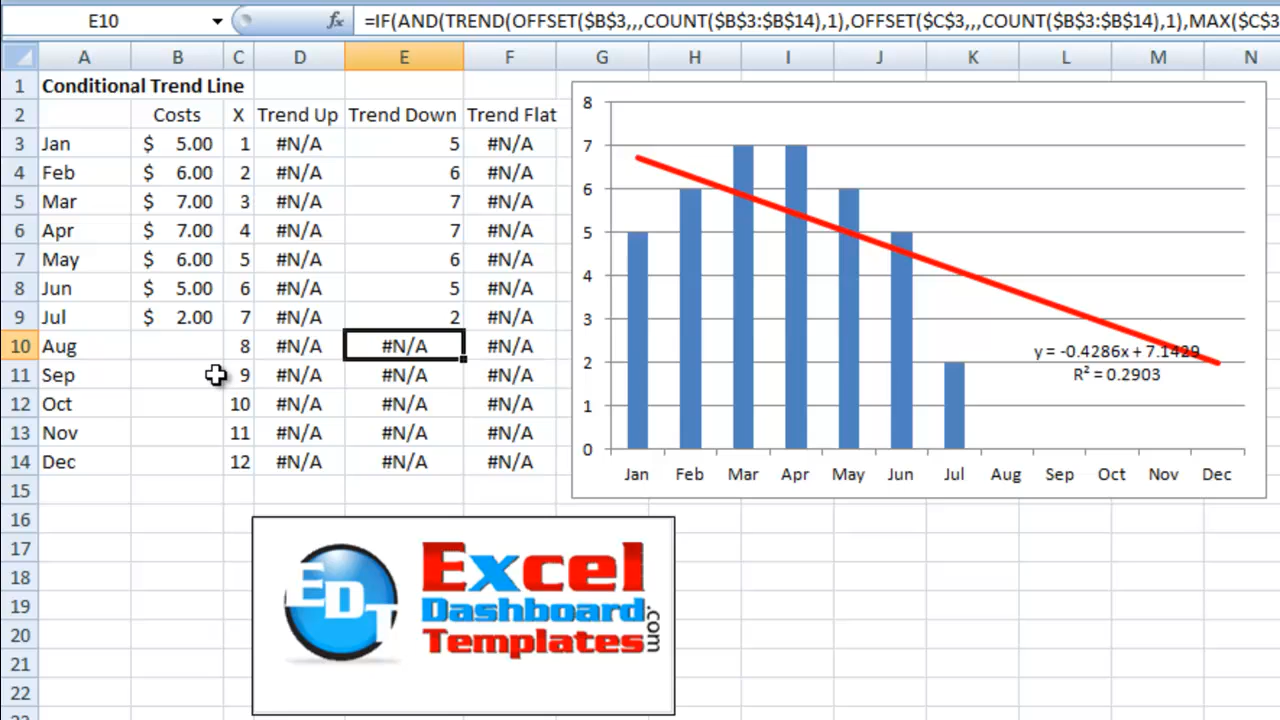 E10 fx =IF(AND(TREND(OFFSET($B$3,,,COUNT($B$3:$B$14),1),OFFSET($C$3,,,COUNT($B$3:$B$14),1),MAX($C$3
A B C D E F G H I J K L M N
1 Conditional Trend Line
2 Costs X Trend Up Trend Down Trend Flat
3 Jan $ 5.00 1 #N/A 5 #N/A
4 Feb $ 6.00 2 #N/A 6 #N/A
5 Mar $ 7.00 3 #N/A 7 #N/A
6 Apr $ 7.00 4 #N/A 7 #N/A
7 May $ 6.00 5 #N/A 6 #N/A
8 Jun $ 5.00 6 #N/A 5 #N/A
9 Jul $ 2.00 7 #N/A 2 #N/A
10 Aug 8 #N/A #N/A #N/A
11 Sep 9 #N/A #N/A #N/A
12 Oct 10 #N/A #N/A #N/A
13 Nov 11 #N/A #N/A #N/A
14 Dec 12 #N/A #N/A #N/A
15
16
17
18
19
20
21
22
23
8
7
6
5
4
3
2
1
0
y = -0.4286x + 7.1429
R² = 0.2903
Jan Feb Mar Apr May Jun Jul Aug Sep Oct Nov Dec
EDT
Excel
Dashboard
Templates
.com